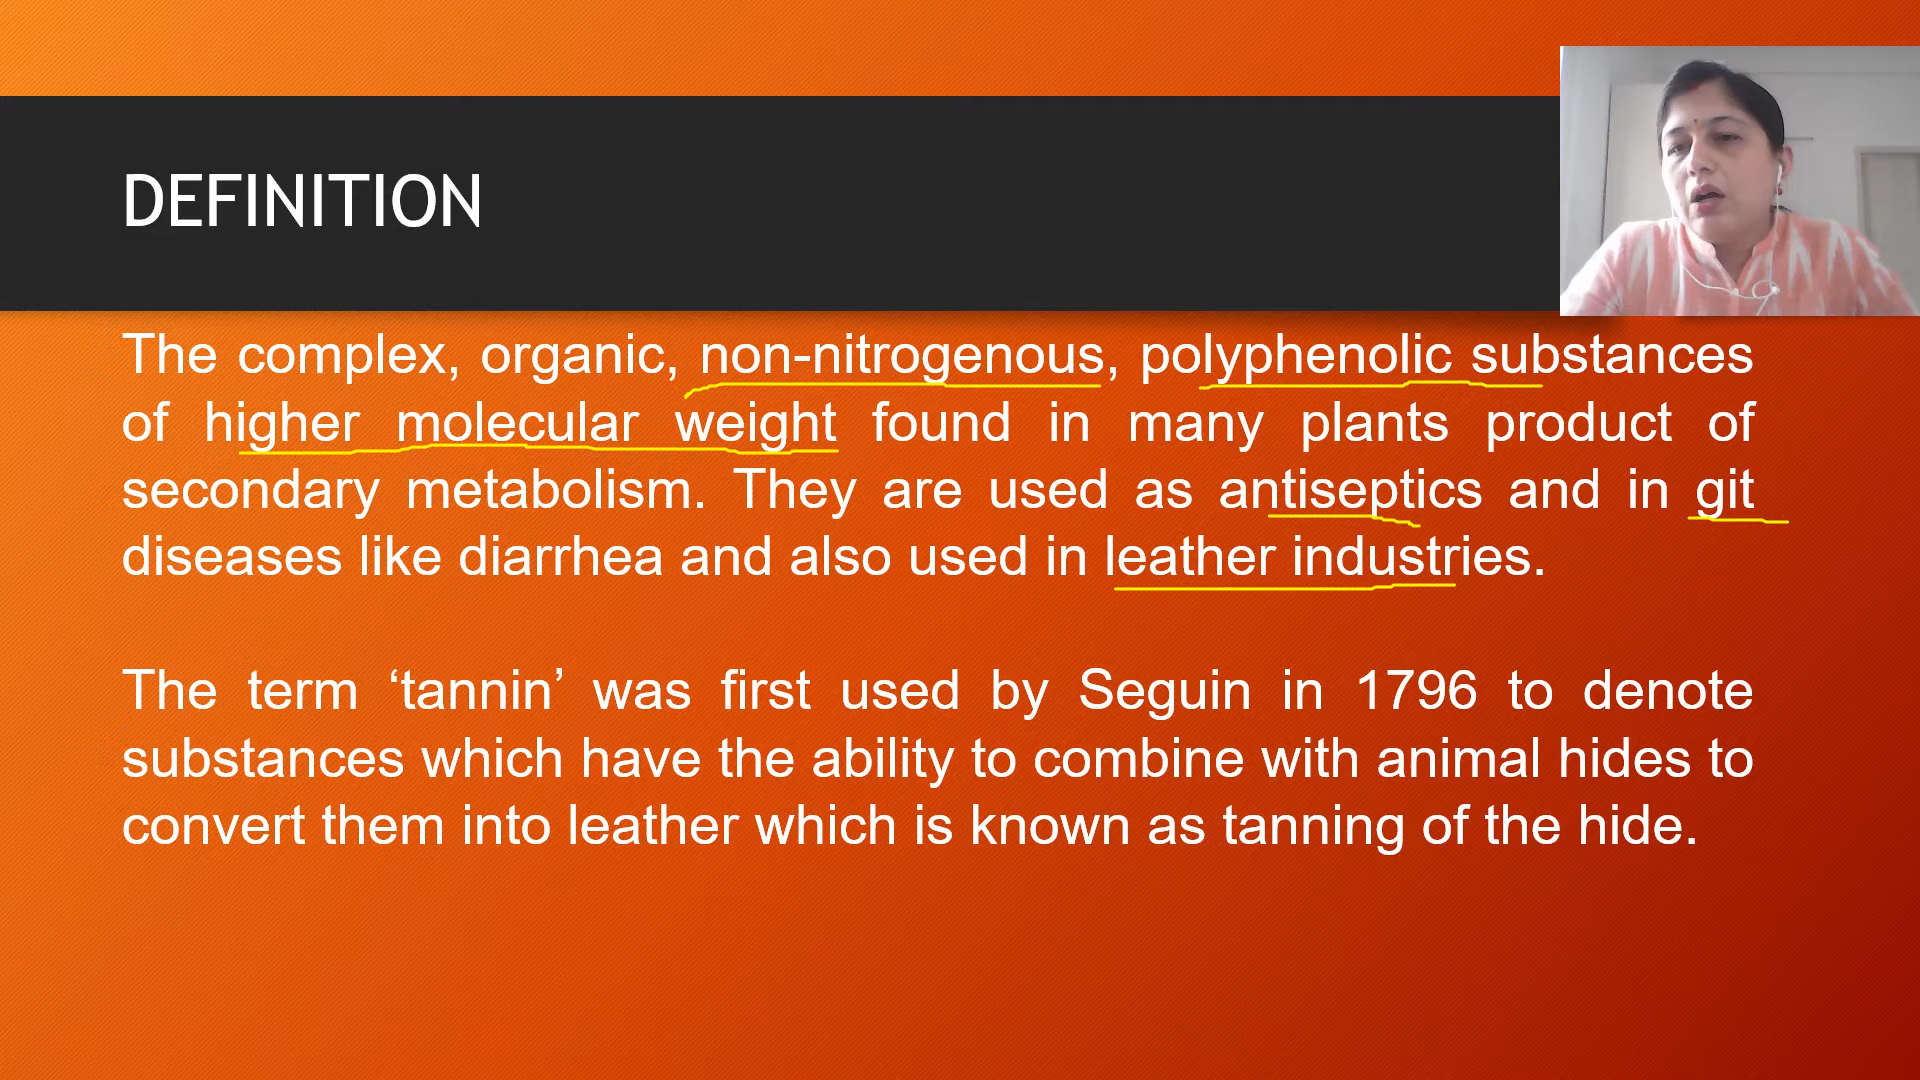 DEFINITION
The complex, organic, non-nitrogenous, polyphenolic substances
of higher molecular weight found in many plants product of
secondary metabolism. They are used as antiseptics and in git
diseases like diarrhea and also used in leather industries.
The term ‘tannin’ was first used by Seguin in 1796 to denote
substances which have the ability to combine with animal hides to
convert them into leather which is known as tanning of the hide.